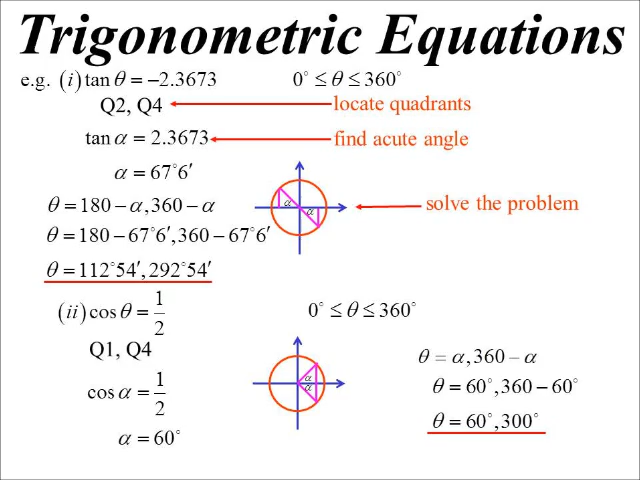 Trigonometric Equations
e.g. (i) tan θ = −2.3673 0° ≤ θ ≤ 360°
Q2, Q4 locate quadrants
tan α = 2.3673 find acute angle
α = 67°6′
θ = 180 − α, 360 − α
α
α
solve the problem
θ = 180 − 67°6′, 360 − 67°6′
θ = 112°54′, 292°54′
(ii) cos θ = 1/2 0° ≤ θ ≤ 360°
Q1, Q4
cos α = 1/2
α = 60°
α
α
θ = α, 360 − α
θ = 60°, 360 − 60°
θ = 60°, 300°